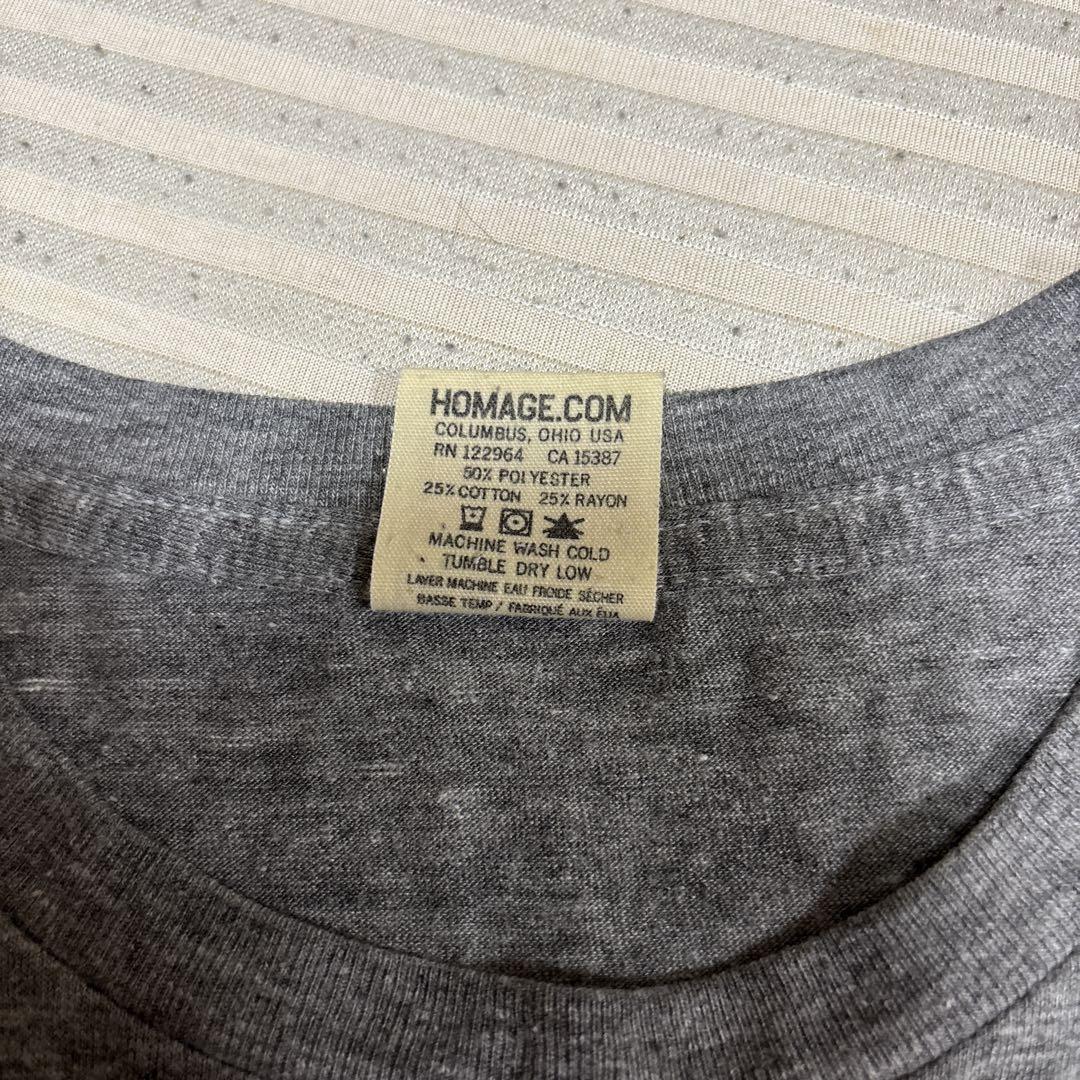 HOMAGE.COM
COLUMBUS, OHIO USA
RN 122964 CA 15387
50% POLYESTER
25% COTTON 25% RAYON
MACHINE WASH COLD
TUMBLE DRY LOW
LAVER MACHINE EAU FROIDE SÉCHER
BASSE TEMP / FABRIQUÉ AUX ÉUA